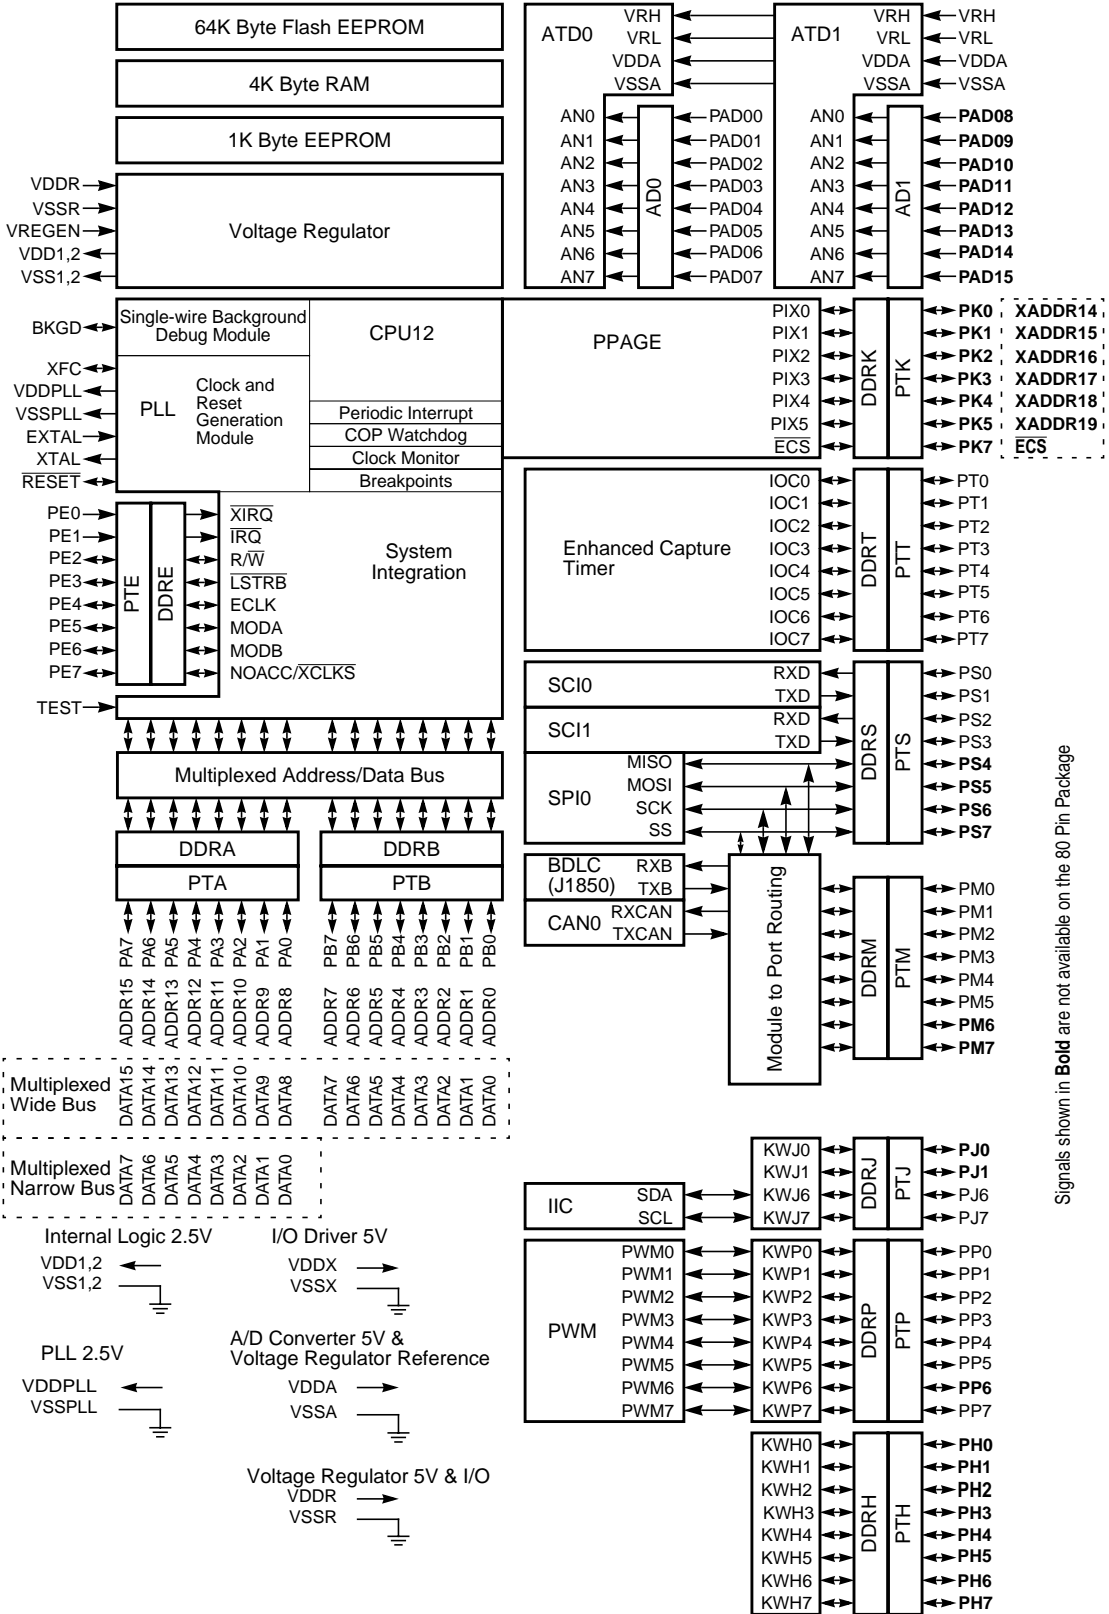 64K Byte Flash EEPROM
4K Byte RAM
1K Byte EEPROM
VDDR
VSSR
VREGEN
VDD1,2
VSS1,2
Voltage Regulator
ATD0
VRH
VRL
VDDA
VSSA
AN0
AN1
AN2
AN3
AN4
AN5
AN6
AN7
AD0
PAD00
PAD01
PAD02
PAD03
PAD04
PAD05
PAD06
PAD07
ATD1
VRH
VRL
VDDA
VSSA
VRH
VRL
VDDA
VSSA
AN0
AN1
AN2
AN3
AN4
AN5
AN6
AN7
AD1
PAD08
PAD09
PAD10
PAD11
PAD12
PAD13
PAD14
PAD15
BKGD
XFC
VDDPLL
VSSPLL
EXTAL
XTAL
RESET
Single-wire Background
Debug Module
CPU12
PLL
Clock and
Reset
Generation
Module
Periodic Interrupt
COP Watchdog
Clock Monitor
Breakpoints
PPAGE
PIX0
PIX1
PIX2
PIX3
PIX4
PIX5
ECS
DDRK
PTK
PK0 XADDR14
PK1 XADDR15
PK2 XADDR16
PK3 XADDR17
PK4 XADDR18
PK5 XADDR19
PK7 ECS
PE0
PE1
PE2
PE3
PE4
PE5
PE6
PE7
TEST
PTE
DDRE
XIRQ
IRQ
R/W
LSTRB
ECLK
MODA
MODB
NOACC/XCLKS
System
Integration
Enhanced Capture
Timer
IOC0
IOC1
IOC2
IOC3
IOC4
IOC5
IOC6
IOC7
DDRT
PTT
PT0
PT1
PT2
PT3
PT4
PT5
PT6
PT7
SCI0
RXD
TXD
SCI1
RXD
TXD
SPI0
MISO
MOSI
SCK
SS
DDRS
PTS
PS0
PS1
PS2
PS3
PS4
PS5
PS6
PS7
Multiplexed Address/Data Bus
DDRA
PTA
DDRB
PTB
PA7
PA6
PA5
PA4
PA3
PA2
PA1
PA0
PB7
PB6
PB5
PB4
PB3
PB2
PB1
PB0
ADDR15
ADDR14
ADDR13
ADDR12
ADDR11
ADDR10
ADDR9
ADDR8
ADDR7
ADDR6
ADDR5
ADDR4
ADDR3
ADDR2
ADDR1
ADDR0
Multiplexed
Wide Bus
DATA15
DATA14
DATA13
DATA12
DATA11
DATA10
DATA9
DATA8
DATA7
DATA6
DATA5
DATA4
DATA3
DATA2
DATA1
DATA0
Multiplexed
Narrow Bus
DATA7
DATA6
DATA5
DATA4
DATA3
DATA2
DATA1
DATA0
BDLC
(J1850)
RXB
TXB
CAN0
RXCAN
TXCAN
Module to Port Routing
DDRM
PTM
PM0
PM1
PM2
PM3
PM4
PM5
PM6
PM7
Signals shown in Bold are not available on the 80 Pin Package
IIC
SDA
SCL
KWJ0
KWJ1
KWJ6
KWJ7
DDRJ
PTJ
PJ0
PJ1
PJ6
PJ7
PWM
PWM0
PWM1
PWM2
PWM3
PWM4
PWM5
PWM6
PWM7
KWP0
KWP1
KWP2
KWP3
KWP4
KWP5
KWP6
KWP7
DDRP
PTP
PP0
PP1
PP2
PP3
PP4
PP5
PP6
PP7
KWH0
KWH1
KWH2
KWH3
KWH4
KWH5
KWH6
KWH7
DDRH
PTH
PH0
PH1
PH2
PH3
PH4
PH5
PH6
PH7
Internal Logic 2.5V
VDD1,2
VSS1,2
I/O Driver 5V
VDDX
VSSX
PLL 2.5V
VDDPLL
VSSPLL
A/D Converter 5V &
Voltage Regulator Reference
VDDA
VSSA
Voltage Regulator 5V & I/O
VDDR
VSSR